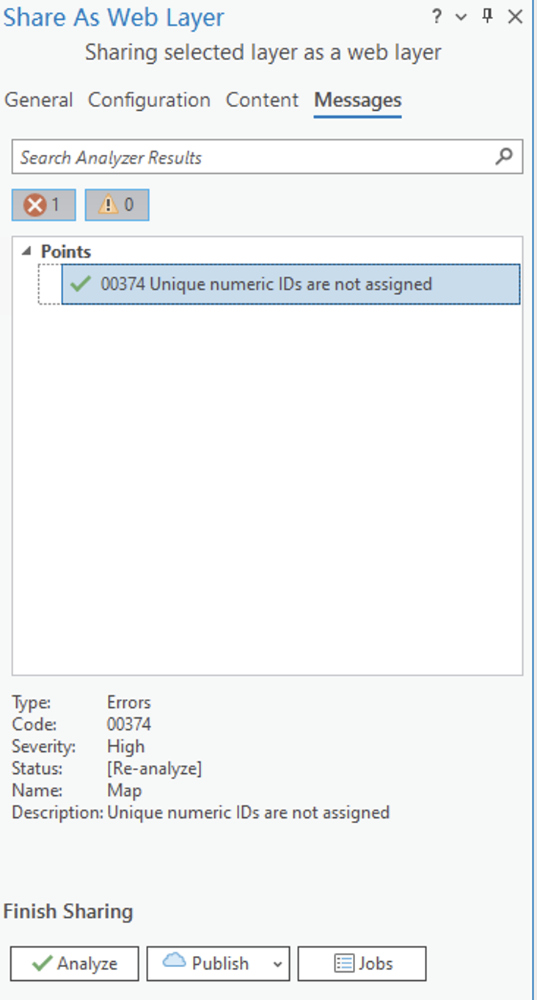 Share As Web Layer ?
Sharing selected layer as a web layer
General Configuration Content Messages
Search Analyzer Results
1 0
Points
00374 Unique numeric IDs are not assigned
Type: Errors
Code: 00374
Severity: High
Status: [Re-analyze]
Name: Map
Description: Unique numeric IDs are not assigned
Finish Sharing
Analyze Publish Jobs